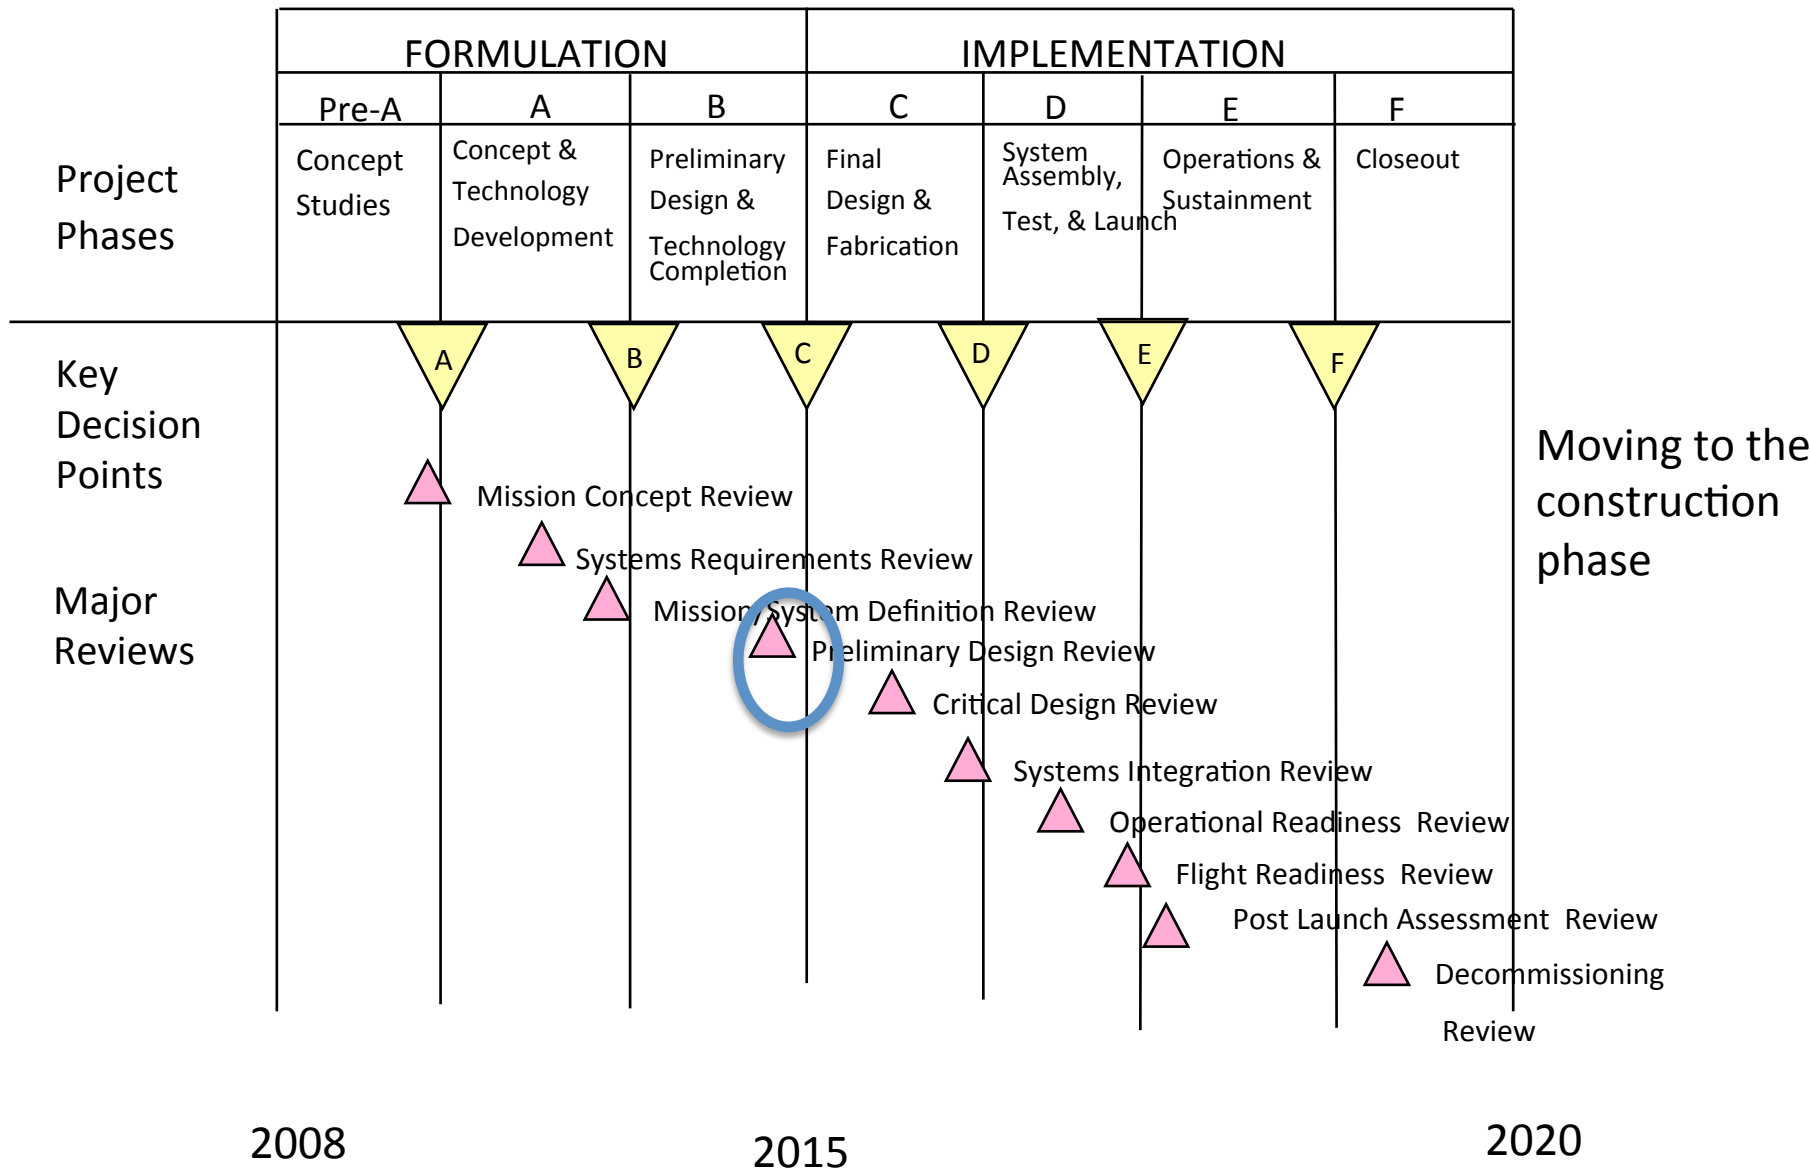 FORMULATION
IMPLEMENTATION
Pre-A
A
B
C
D
E
F
Project
Phases
Concept
Studies
Concept &
Technology
Development
Preliminary
Design &
Technology
Completion
Final
Design &
Fabrication
System
Assembly,
Test, & Launch
Operations &
Sustainment
Closeout
Key
Decision
Points
A
B
C
D
E
F
Moving to the
construction
phase
Mission Concept Review
Systems Requirements Review
Major
Reviews
Mission/System Definition Review
Preliminary Design Review
Critical Design Review
Systems Integration Review
Operational Readiness  Review
Flight Readiness  Review
Post Launch Assessment  Review
Decommissioning
Review
2008
2015
2020